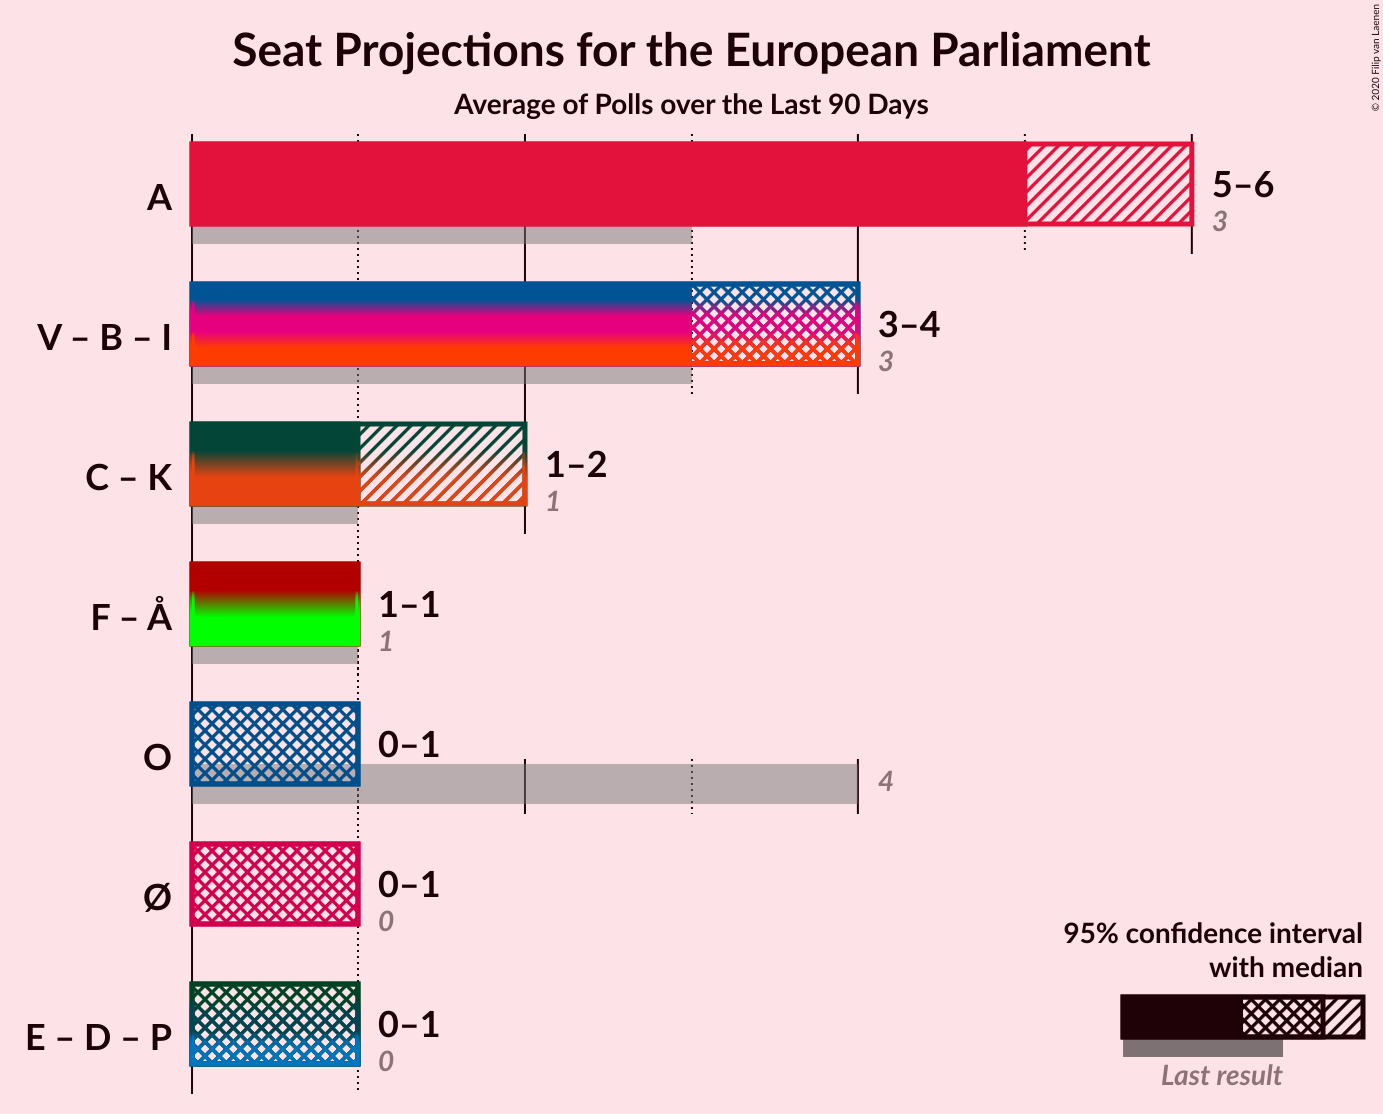 Seat Projections for the European Parliament
Average of Polls over the Last 90 Days
© 2020 Filip van Laenen
A
5–6
3
V – B – I
3–4
3
C – K
1–2
1
F – Å
1–1
1
O
0–1
4
Ø
0–1
0
E – D – P
0–1
0
95% confidence interval
with median
Last result